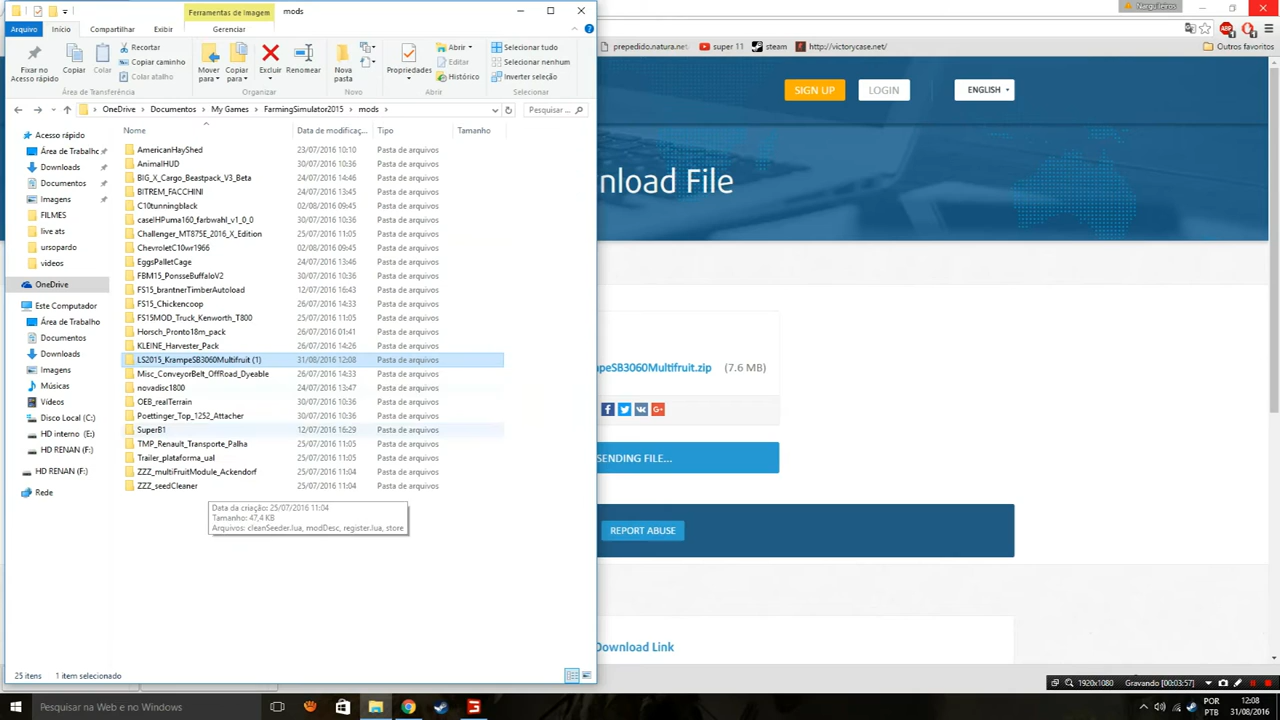 Ferramentas de Imagem
mods
Narguileiros
Arquivo
Início
Compartilhar
Exibir
Gerenciar
Fixar no
Acesso rápido
Copiar
Colar
Recortar
Copiar caminho
Colar atalho
Área de Transferência
Mover
para
Copiar
para
Excluir
Renomear
Organizar
Nova
pasta
Novo
Propriedades
Abrir
Editar
Histórico
Abrir
Selecionar tudo
Selecionar nenhum
Inverter seleção
Selecionar
prepedido.natura.ne
super 11
steam
http://victorycase.net/
Outros favoritos
OneDrive
Documentos
My Games
FarmingSimulator2015
mods
Pesquisar ...
Nome
Data de modificaç...
Tipo
Tamanho
Acesso rápido
Área de Trabalhc
Downloads
Documentos
Imagens
FILMES
live ats
ursopardo
videos
OneDrive
Este Computador
Área de Trabalho
Documentos
Downloads
Imagens
Músicas
Vídeos
Disco Local (C:)
HD interno (E:)
HD RENAN (F:)
HD RENAN (F:)
Rede
AmericanHayShed 23/07/2016 10:10 Pasta de arquivos
AnimalHUD 30/07/2016 10:36 Pasta de arquivos
BIG_X_Cargo_Beastpack_V3_Beta 24/07/2016 14:46 Pasta de arquivos
BITREM_FACCHINI 24/07/2016 13:45 Pasta de arquivos
C10tunningblack 02/08/2016 09:45 Pasta de arquivos
caseIHPuma160_farbwahl_v1_0_0 30/07/2016 10:36 Pasta de arquivos
Challenger_MT875E_2016_X_Edition 25/07/2016 11:05 Pasta de arquivos
ChevroletC10wr1966 02/08/2016 09:45 Pasta de arquivos
EggsPalletCage 24/07/2016 13:46 Pasta de arquivos
FBM15_PonsseBuffaloV2 30/07/2016 10:36 Pasta de arquivos
FS15_brantnerTimberAutoload 12/07/2016 16:43 Pasta de arquivos
FS15_Chickencoop 26/07/2016 14:33 Pasta de arquivos
FS15MOD_Truck_Kenworth_T800 25/07/2016 11:05 Pasta de arquivos
Horsch_Pronto18m_pack 26/07/2016 01:41 Pasta de arquivos
KLEINE_Harvester_Pack 26/07/2016 14:26 Pasta de arquivos
LS2015_KrampeSB3060Multifruit (1) 31/08/2016 12:08 Pasta de arquivos
Misc_ConveyorBelt_OffRoad_Dyeable 26/07/2016 14:33 Pasta de arquivos
novadisc1800 24/07/2016 13:47 Pasta de arquivos
OEB_realTerrain 30/07/2016 10:36 Pasta de arquivos
Poettinger_Top_1252_Attacher 30/07/2016 10:36 Pasta de arquivos
SuperB1 12/07/2016 16:29 Pasta de arquivos
TMP_Renault_Transporte_Palha 25/07/2016 11:05 Pasta de arquivos
Trailer_plataforma_ual 25/07/2016 11:05 Pasta de arquivos
ZZZ_multiFruitModule_Ackendorf 25/07/2016 11:04 Pasta de arquivos
ZZZ_seedCleaner 25/07/2016 11:04 Pasta de arquivos
Data da criação: 25/07/2016 11:04
Tamanho: 47,4 KB
Arquivos: cleanSeeder.lua, modDesc, register.lua, store
25 itens
1 item selecionado
SIGN UP
LOGIN
ENGLISH
nload File
peSB3060Multifruit.zip (7.6 MB)
SENDING FILE...
REPORT ABUSE
Download Link
1920x1080
Gravando [00:03:57]
Pesquisar na Web e no Windows
POR
PTB
12:08
31/08/2016